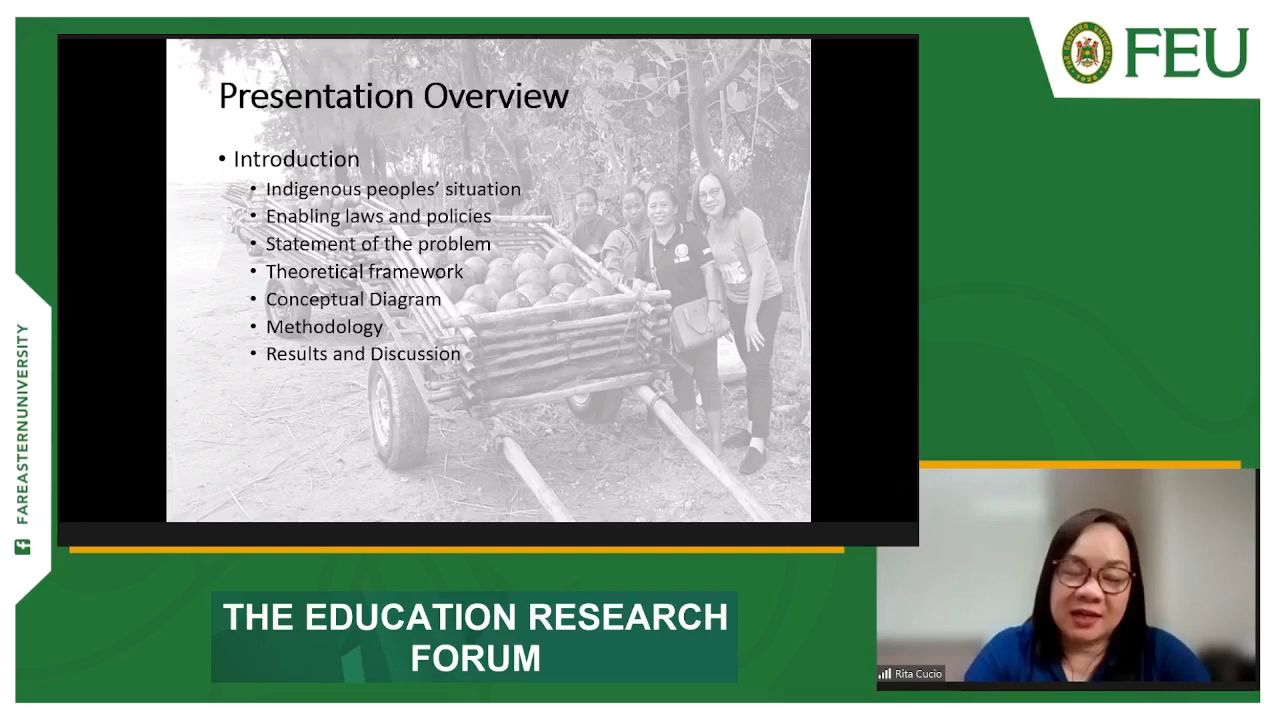 FEU
Presentation Overview
• Introduction
• Indigenous peoples’ situation
• Enabling laws and policies
• Statement of the problem
• Theoretical framework
• Conceptual Diagram
• Methodology
• Results and Discussion
FAREASTERNUNIVERSITY
THE EDUCATION RESEARCH
FORUM
Rita Cucio